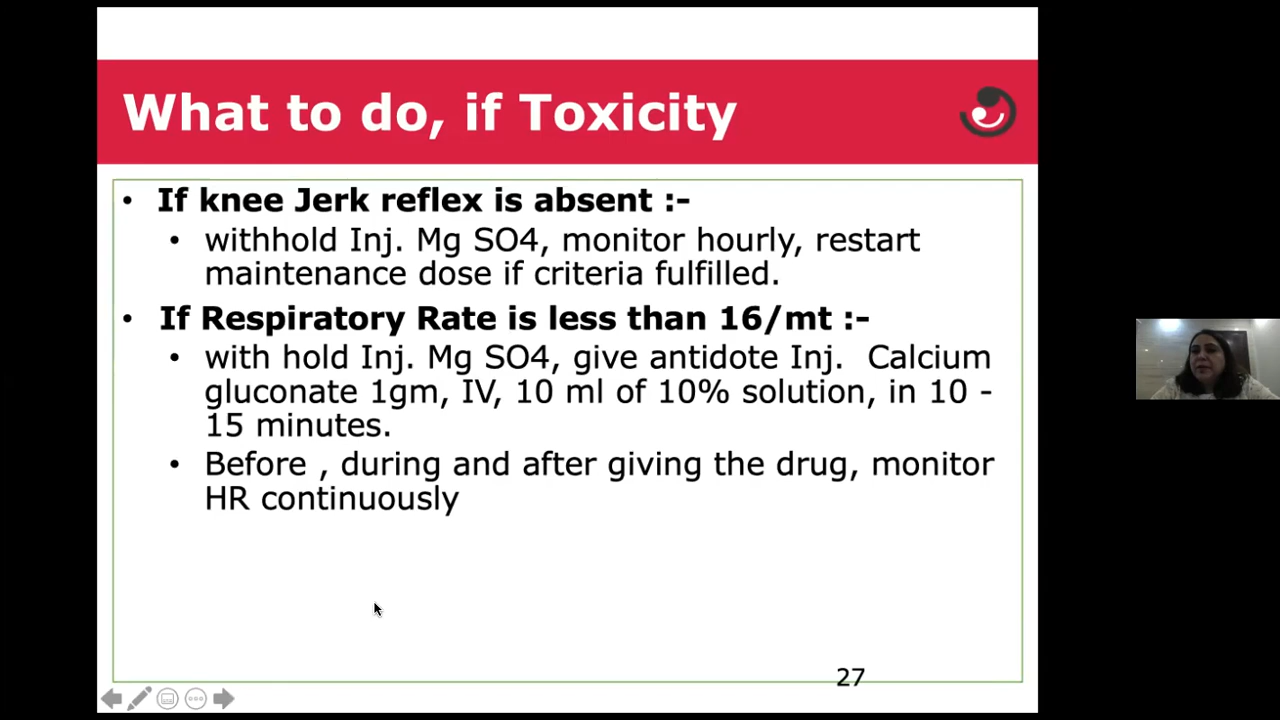 What to do, if Toxicity
• If knee Jerk reflex is absent :-
• withhold Inj. Mg SO4, monitor hourly, restart
maintenance dose if criteria fulfilled.
• If Respiratory Rate is less than 16/mt :-
• with hold Inj. Mg SO4, give antidote Inj.  Calcium
gluconate 1gm, IV, 10 ml of 10% solution, in 10 -
15 minutes.
• Before , during and after giving the drug, monitor
HR continuously
27